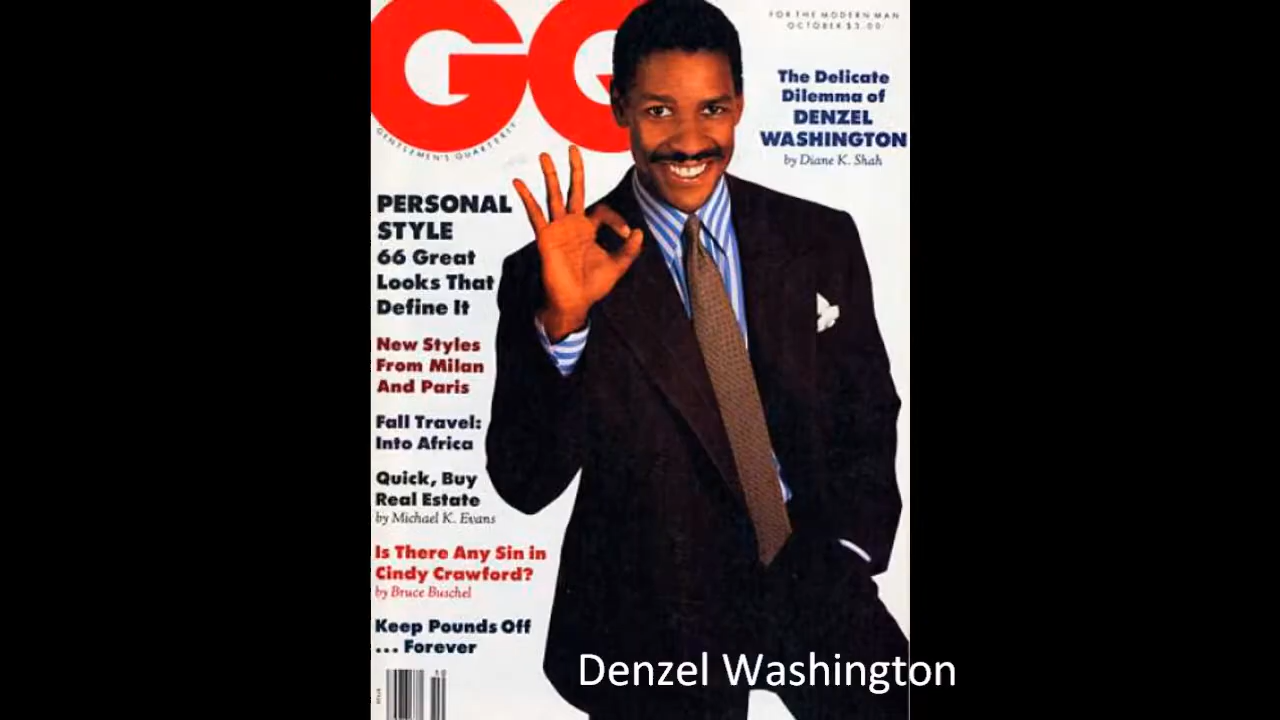 GQ
GENTLEMEN'S QUARTERLY
FOR THE MODERN MAN
OCTOBER $3.00
The Delicate
Dilemma of
DENZEL
WASHINGTON
by Diane K. Shah
PERSONAL
STYLE
66 Great
Looks That
Define It
New Styles
From Milan
And Paris
Fall Travel:
Into Africa
Quick, Buy
Real Estate
by Michael K. Evans
Is There Any Sin in
Cindy Crawford?
by Bruce Buschel
Keep Pounds Off
... Forever
Denzel Washington